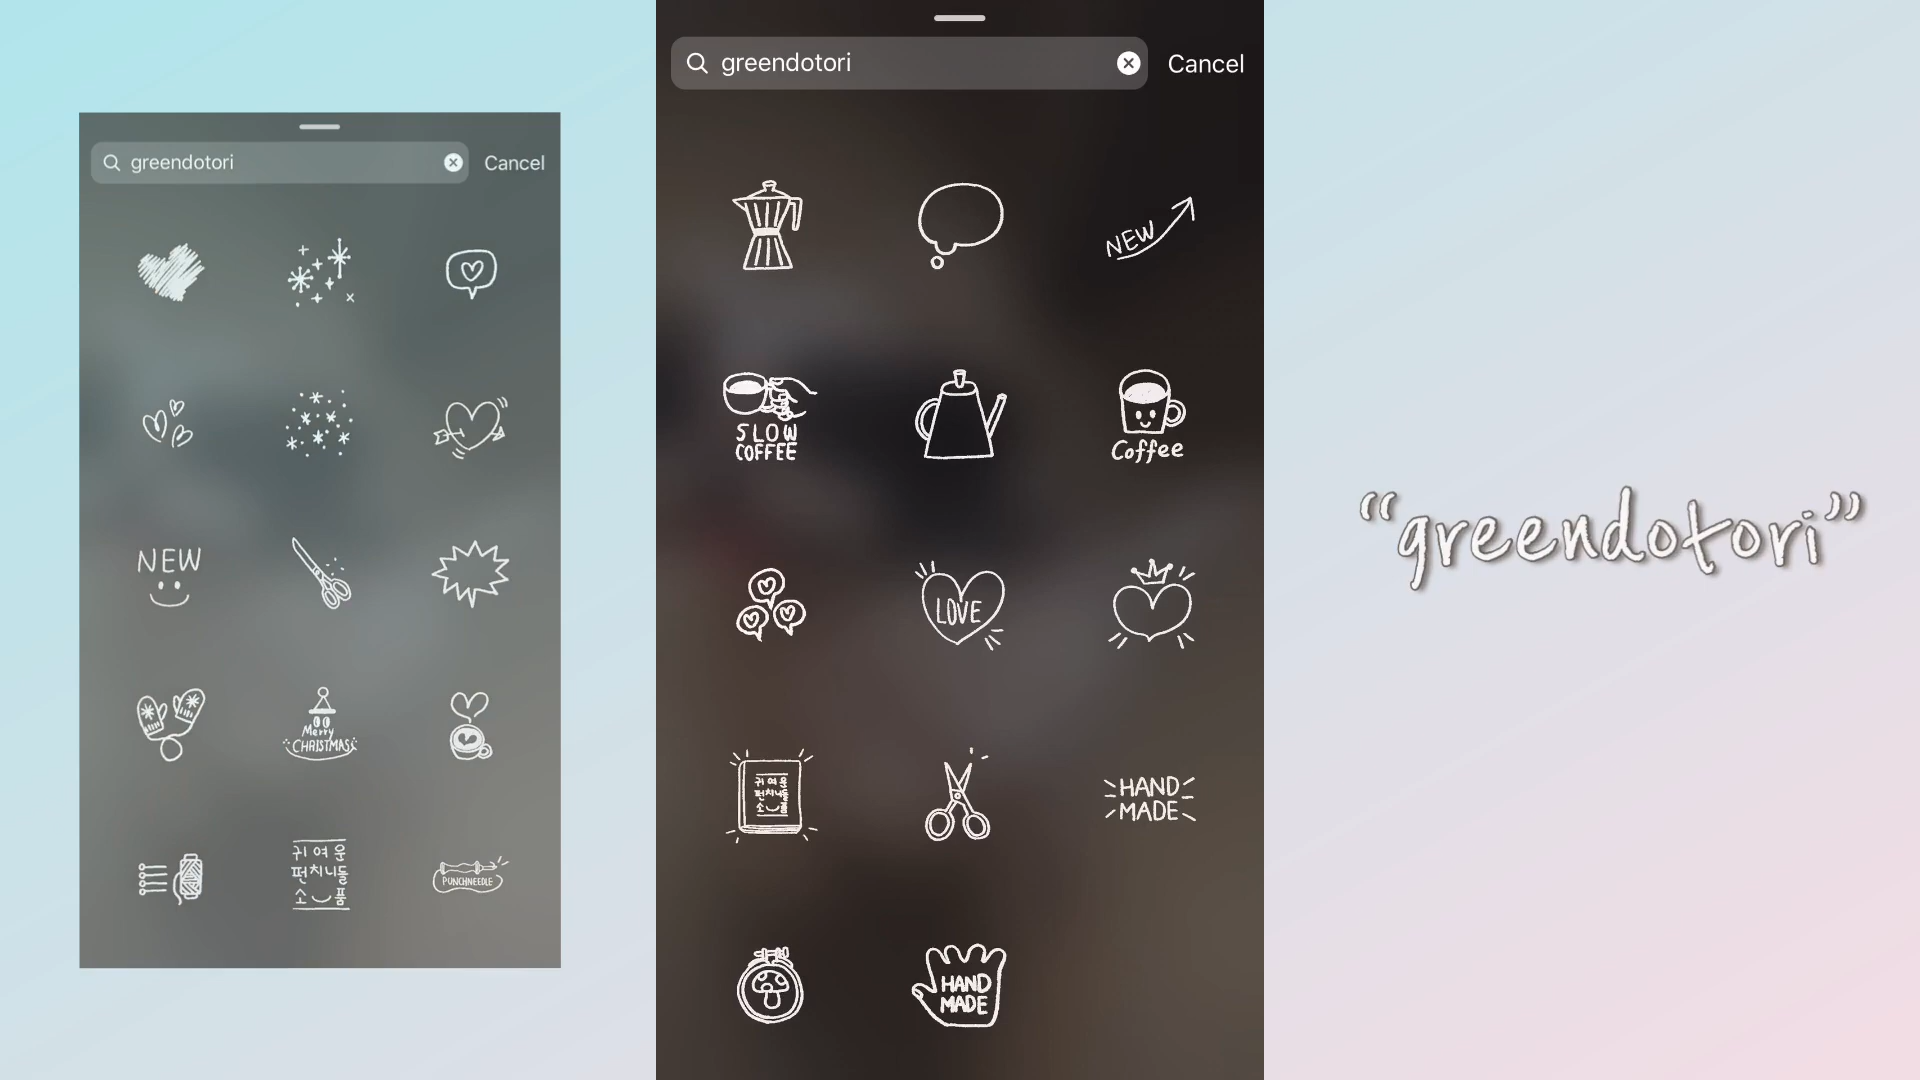 greendotori
Cancel
NEW
Merry
CHRISTMAS
귀여운
펀치니들
소품
PUNCHNEEDLE
greendotori
Cancel
NEW
SLOW
COFFEE
Coffee
LOVE
귀여운
펀치니들
소
HAND
MADE
HAND
MADE
“greendotori”